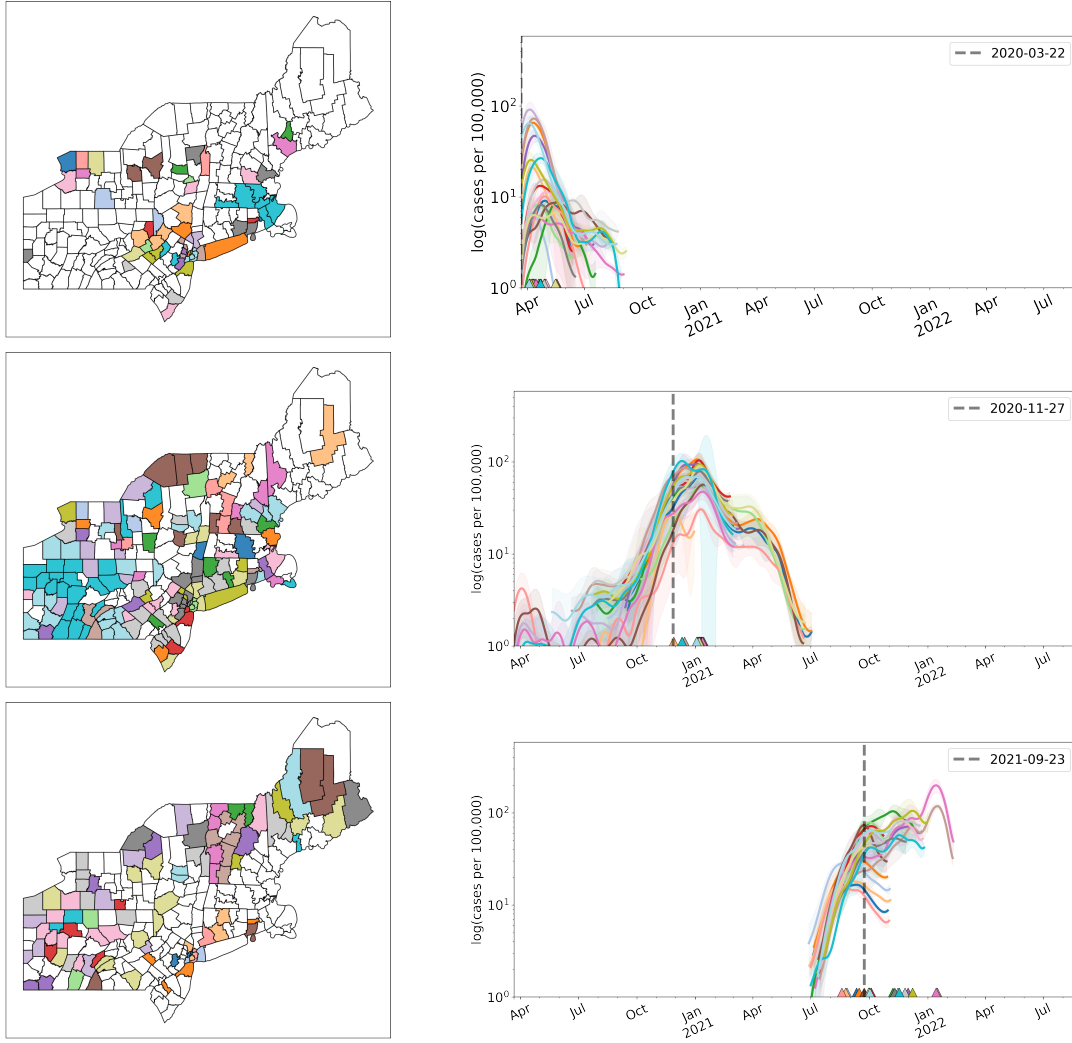 log(cases per 100,000)
10²
10¹
10⁰
2020-03-22
Apr
Jul
Oct
Jan
2021
Apr
Jul
Oct
Jan
2022
Apr
Jul
log(cases per 100,000)
10²
10¹
10⁰
2020-11-27
Apr
Jul
Oct
Jan
2021
Apr
Jul
Oct
Jan
2022
Apr
Jul
log(cases per 100,000)
10²
10¹
10⁰
2021-09-23
Apr
Jul
Oct
Jan
2021
Apr
Jul
Oct
Jan
2022
Apr
Jul